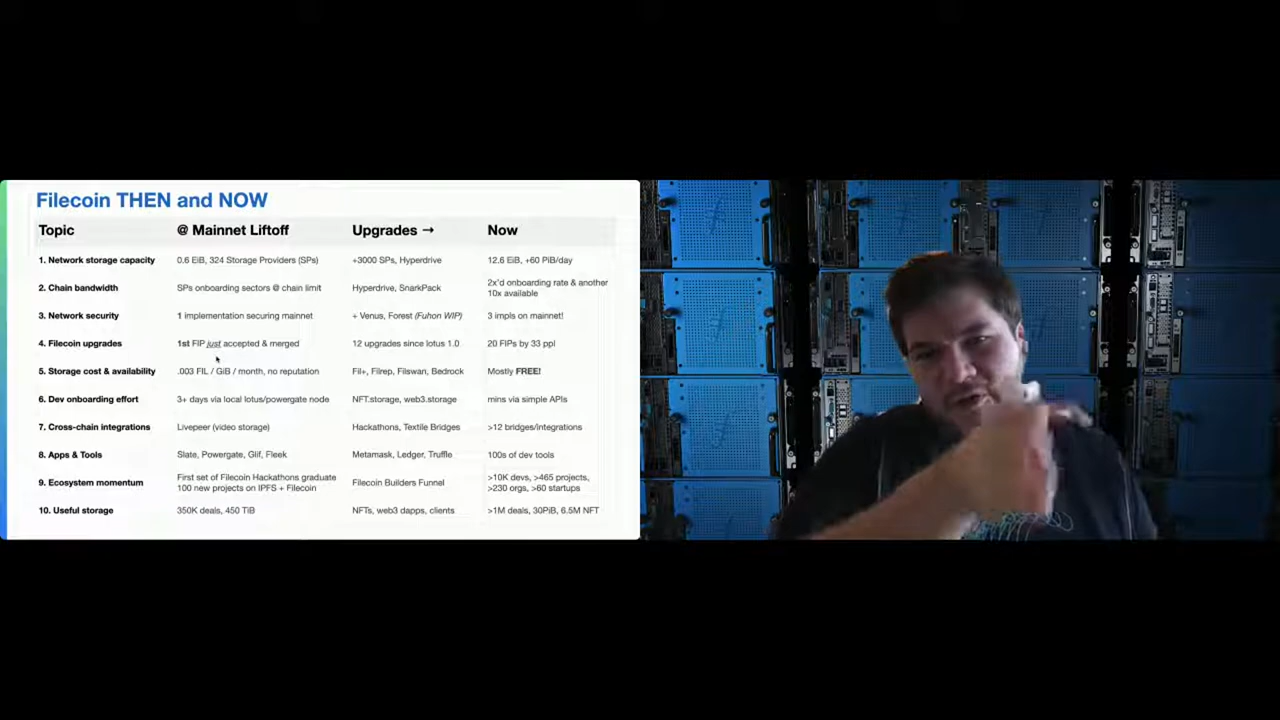 Filecoin THEN and NOW
Topic @ Mainnet Liftoff Upgrades → Now
1. Network storage capacity 0.6 EiB, 324 Storage Providers (SPs) +3000 SPs, Hyperdrive 12.6 EiB, +60 PiB/day
2. Chain bandwidth SPs onboarding sectors @ chain limit Hyperdrive, SnarkPack 2x'd onboarding rate & another
10x available
3. Network security 1 implementation securing mainnet + Venus, Forest (Fuhon WIP) 3 impls on mainnet!
4. Filecoin upgrades 1st FIP just accepted & merged 12 upgrades since lotus 1.0 20 FIPs by 33 ppl
5. Storage cost & availability .003 FIL / GiB / month, no reputation Fil+, Filrep, Filswan, Bedrock Mostly FREE!
6. Dev onboarding effort 3+ days via local lotus/powergate node NFT.storage, web3.storage mins via simple APIs
7. Cross-chain integrations Livepeer (video storage) Hackathons, Textile Bridges >12 bridges/integrations
8. Apps & Tools Slate, Powergate, Glif, Fleek Metamask, Ledger, Truffle 100s of dev tools
9. Ecosystem momentum First set of Filecoin Hackathons graduate Filecoin Builders Funnel >10K devs, >465 projects,
100 new projects on IPFS + Filecoin >230 orgs, >60 startups
10. Useful storage 350K deals, 450 TiB NFTs, web3 dapps, clients >1M deals, 30PiB, 6.5M NFT